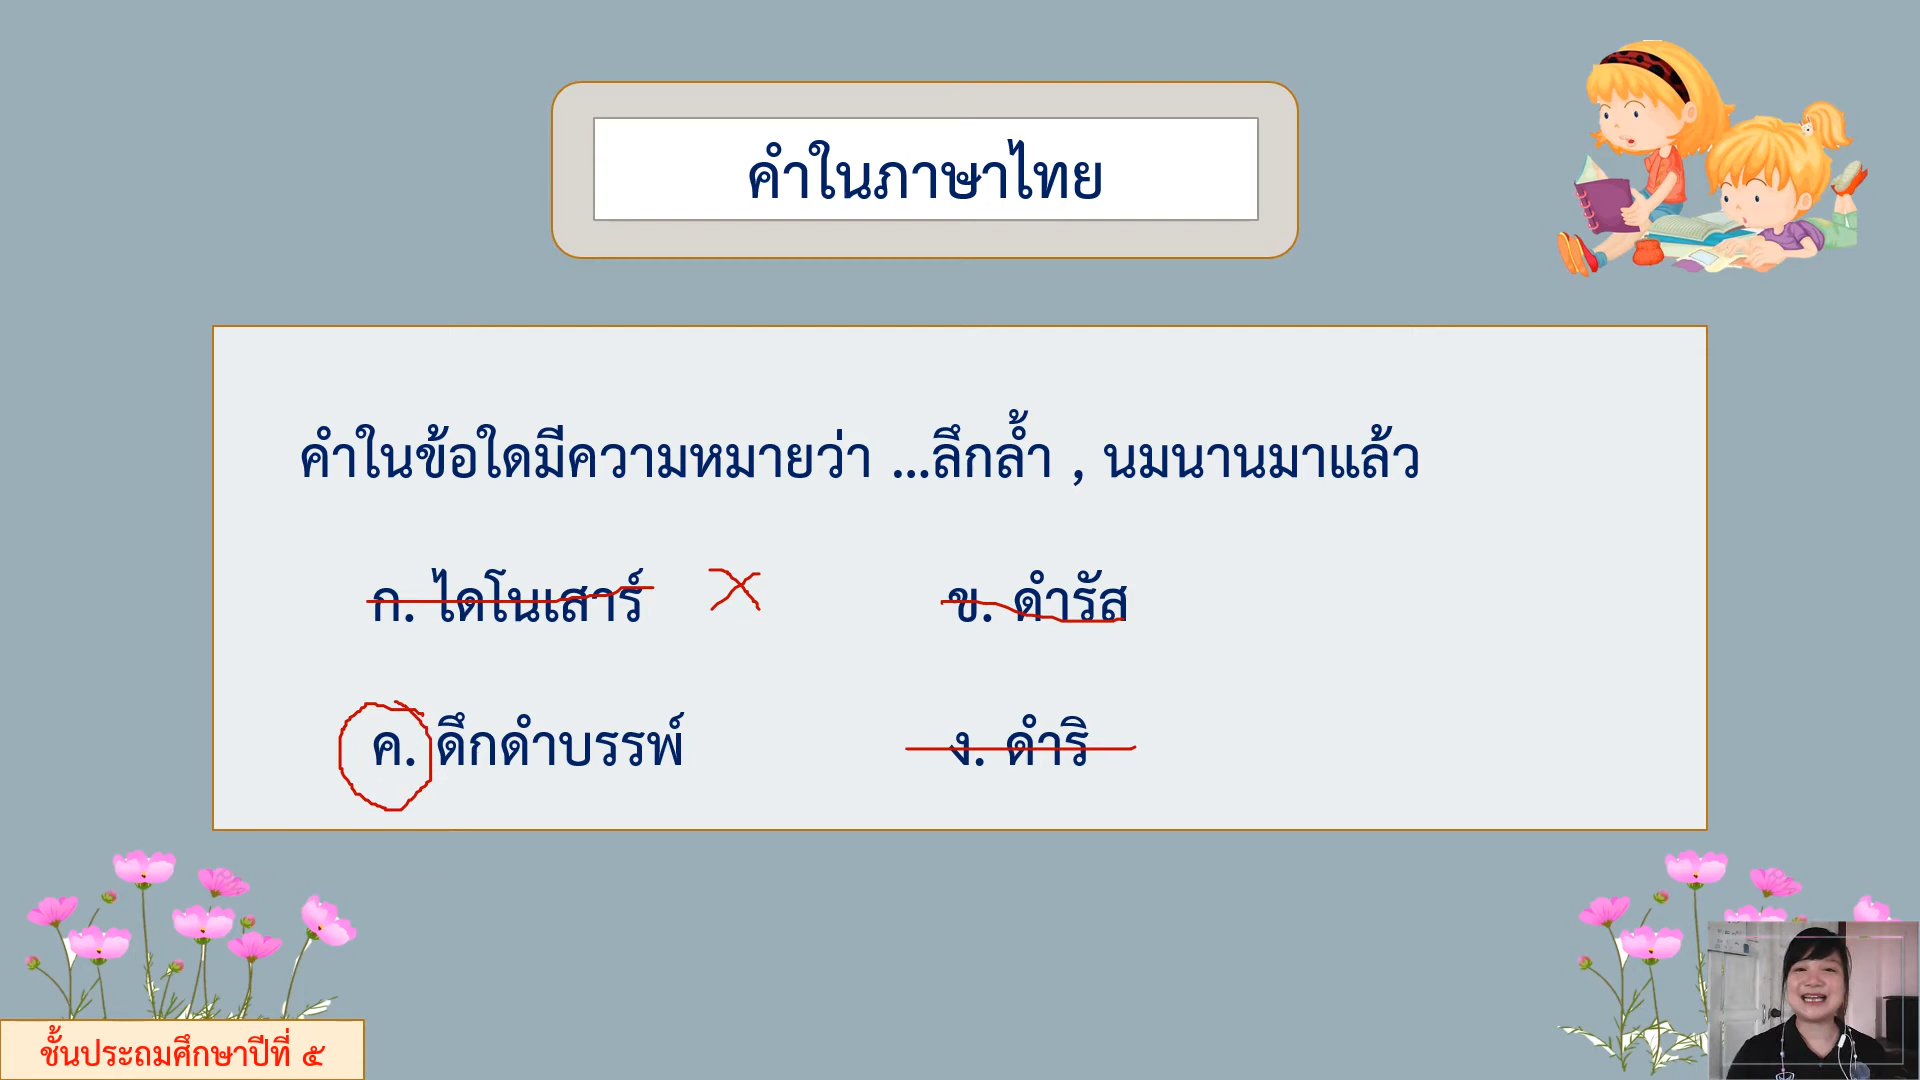 คำในภาษาไทย
คำในข้อใดมีความหมายว่า ...ลึกล้ำ , นมนานมาแล้ว
ก. ไดโนเสาร์
ข. ดำรัส
ค. ดึกดำบรรพ์
ง. ดำริ
ชั้นประถมศึกษาปีที่ ๕